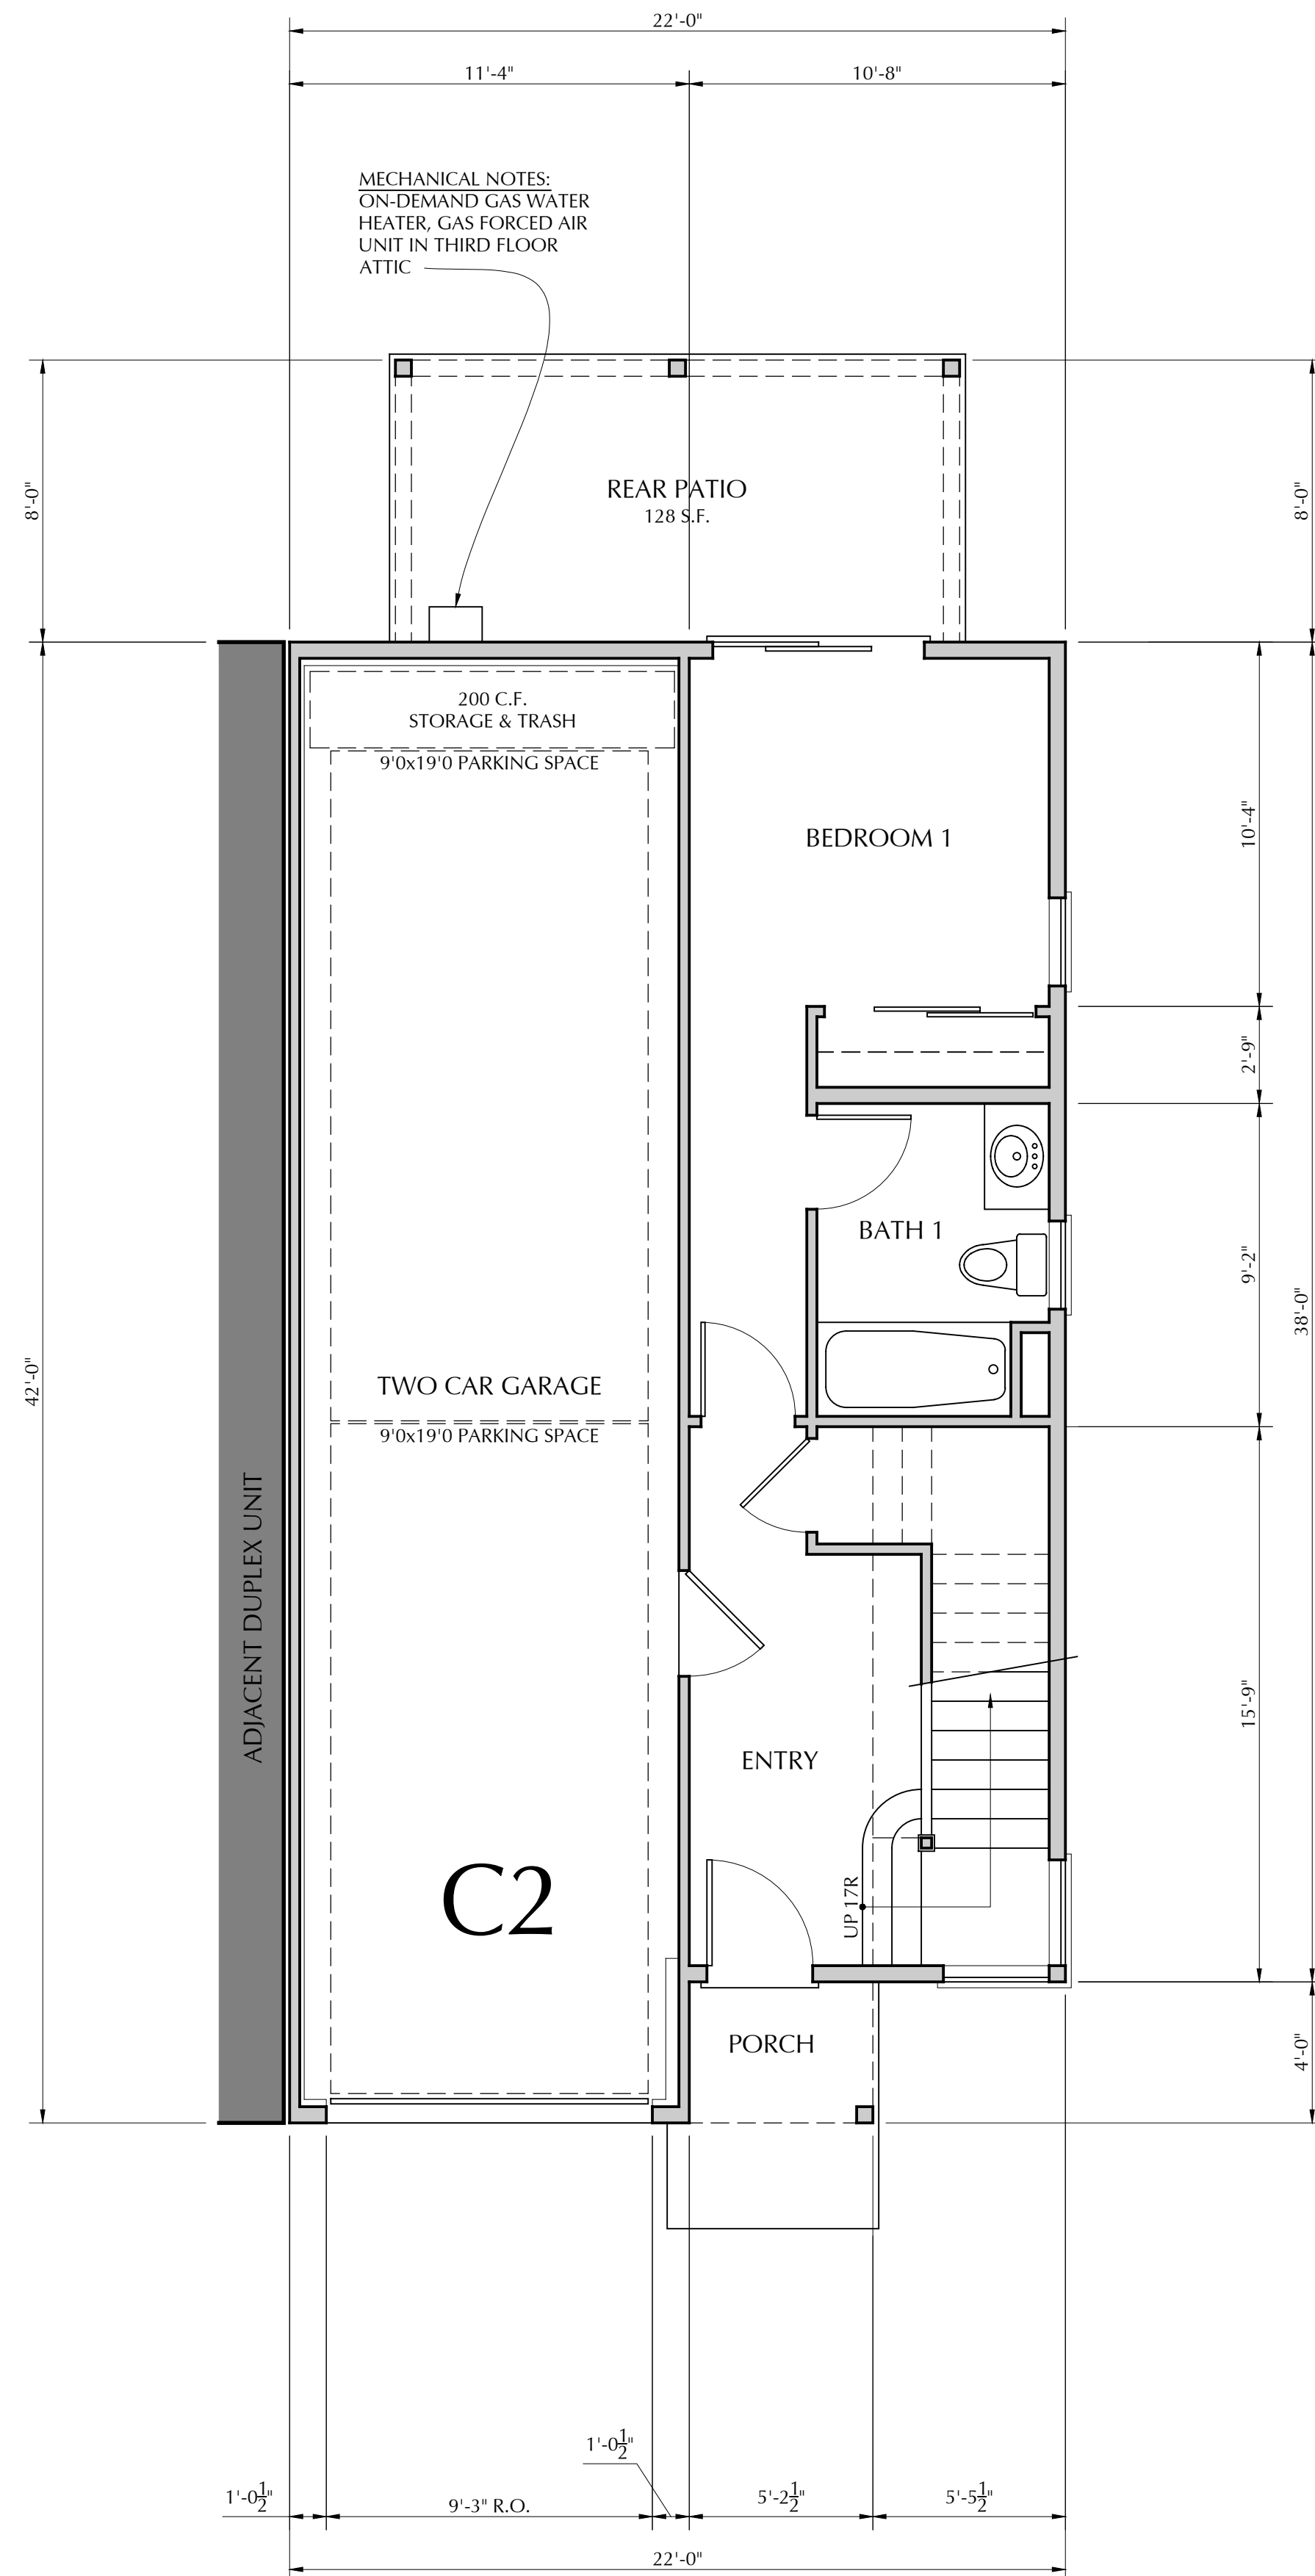 22'-0"
11'-4"
10'-8"
MECHANICAL NOTES:
ON-DEMAND GAS WATER
HEATER, GAS FORCED AIR
UNIT IN THIRD FLOOR
ATTIC
8'-0"
8'-0"
REAR PATIO
128 S.F.
200 C.F.
STORAGE & TRASH
9'0x19'0 PARKING SPACE
BEDROOM 1
10'-4"
2'-9"
BATH 1
9'-2"
38'-0"
42'-0"
TWO CAR GARAGE
9'0x19'0 PARKING SPACE
ADJACENT DUPLEX UNIT
15'-9"
ENTRY
C2
UP 17R
PORCH
4'-0"
1'-0½"
1'-0½"
9'-3" R.O.
5'-2½"
5'-5½"
22'-0"